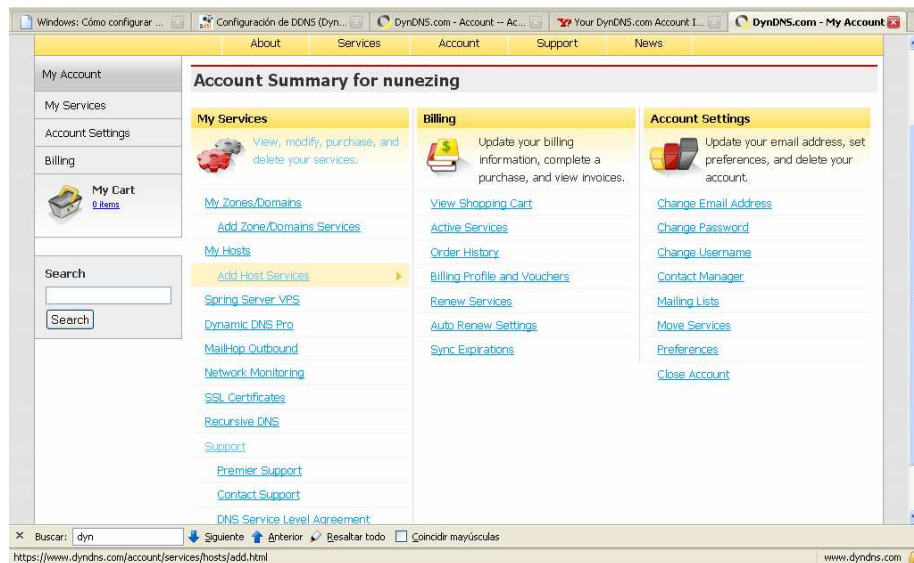 Windows: Cómo configurar ...
Configuración de DDNS (Dyn...
DynDNS.com - Account -- Ac...
Your DynDNS.com Account I...
DynDNS.com - My Account
About Services Account Support News
My Account
My Services
Account Settings
Billing
My Cart
0 items
Search
Search
Account Summary for nunezing
My Services
View, modify, purchase, and
delete your services.
My Zones/Domains
Add Zone/Domains Services
My Hosts
Add Host Services
Spring Server VPS
Dynamic DNS Pro
MailHop Outbound
Network Monitoring
SSL Certificates
Recursive DNS
Support
Premier Support
Contact Support
DNS Service Level Agreement
Billing
Update your billing
information, complete a
purchase, and view invoices.
View Shopping Cart
Active Services
Order History
Billing Profile and Vouchers
Renew Services
Auto Renew Settings
Sync Expirations
Account Settings
Update your email address, set
preferences, and delete your
account.
Change Email Address
Change Password
Change Username
Contact Manager
Mailing Lists
Move Services
Preferences
Close Account
Buscar: dyn Siguiente Anterior Resaltar todo Coincidir mayúsculas
https://www.dyndns.com/account/services/hosts/add.html www.dyndns.com